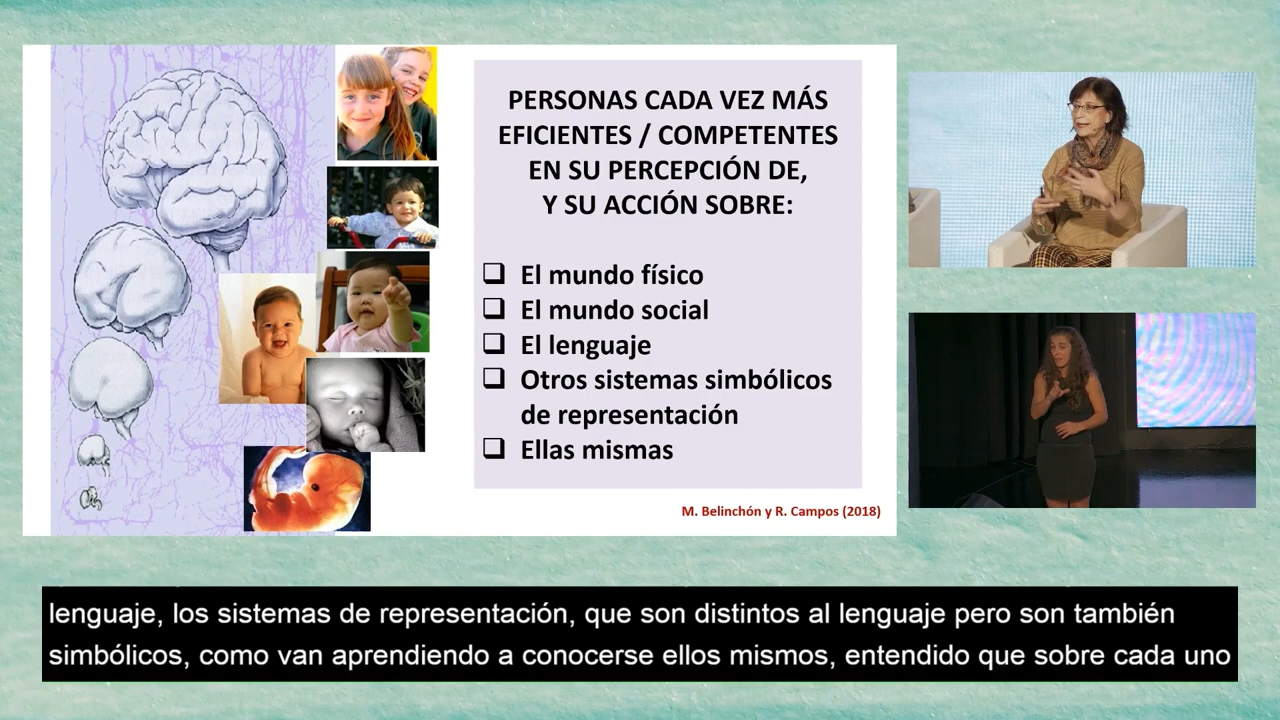 PERSONAS CADA VEZ MÁS
EFICIENTES / COMPETENTES
EN SU PERCEPCIÓN DE,
Y SU ACCIÓN SOBRE:
El mundo físico
El mundo social
El lenguaje
Otros sistemas simbólicos
de representación
Ellas mismas
M. Belinchón y R. Campos (2018)
lenguaje, los sistemas de representación, que son distintos al lenguaje pero son también
simbólicos, como van aprendiendo a conocerse ellos mismos, entendido que sobre cada uno